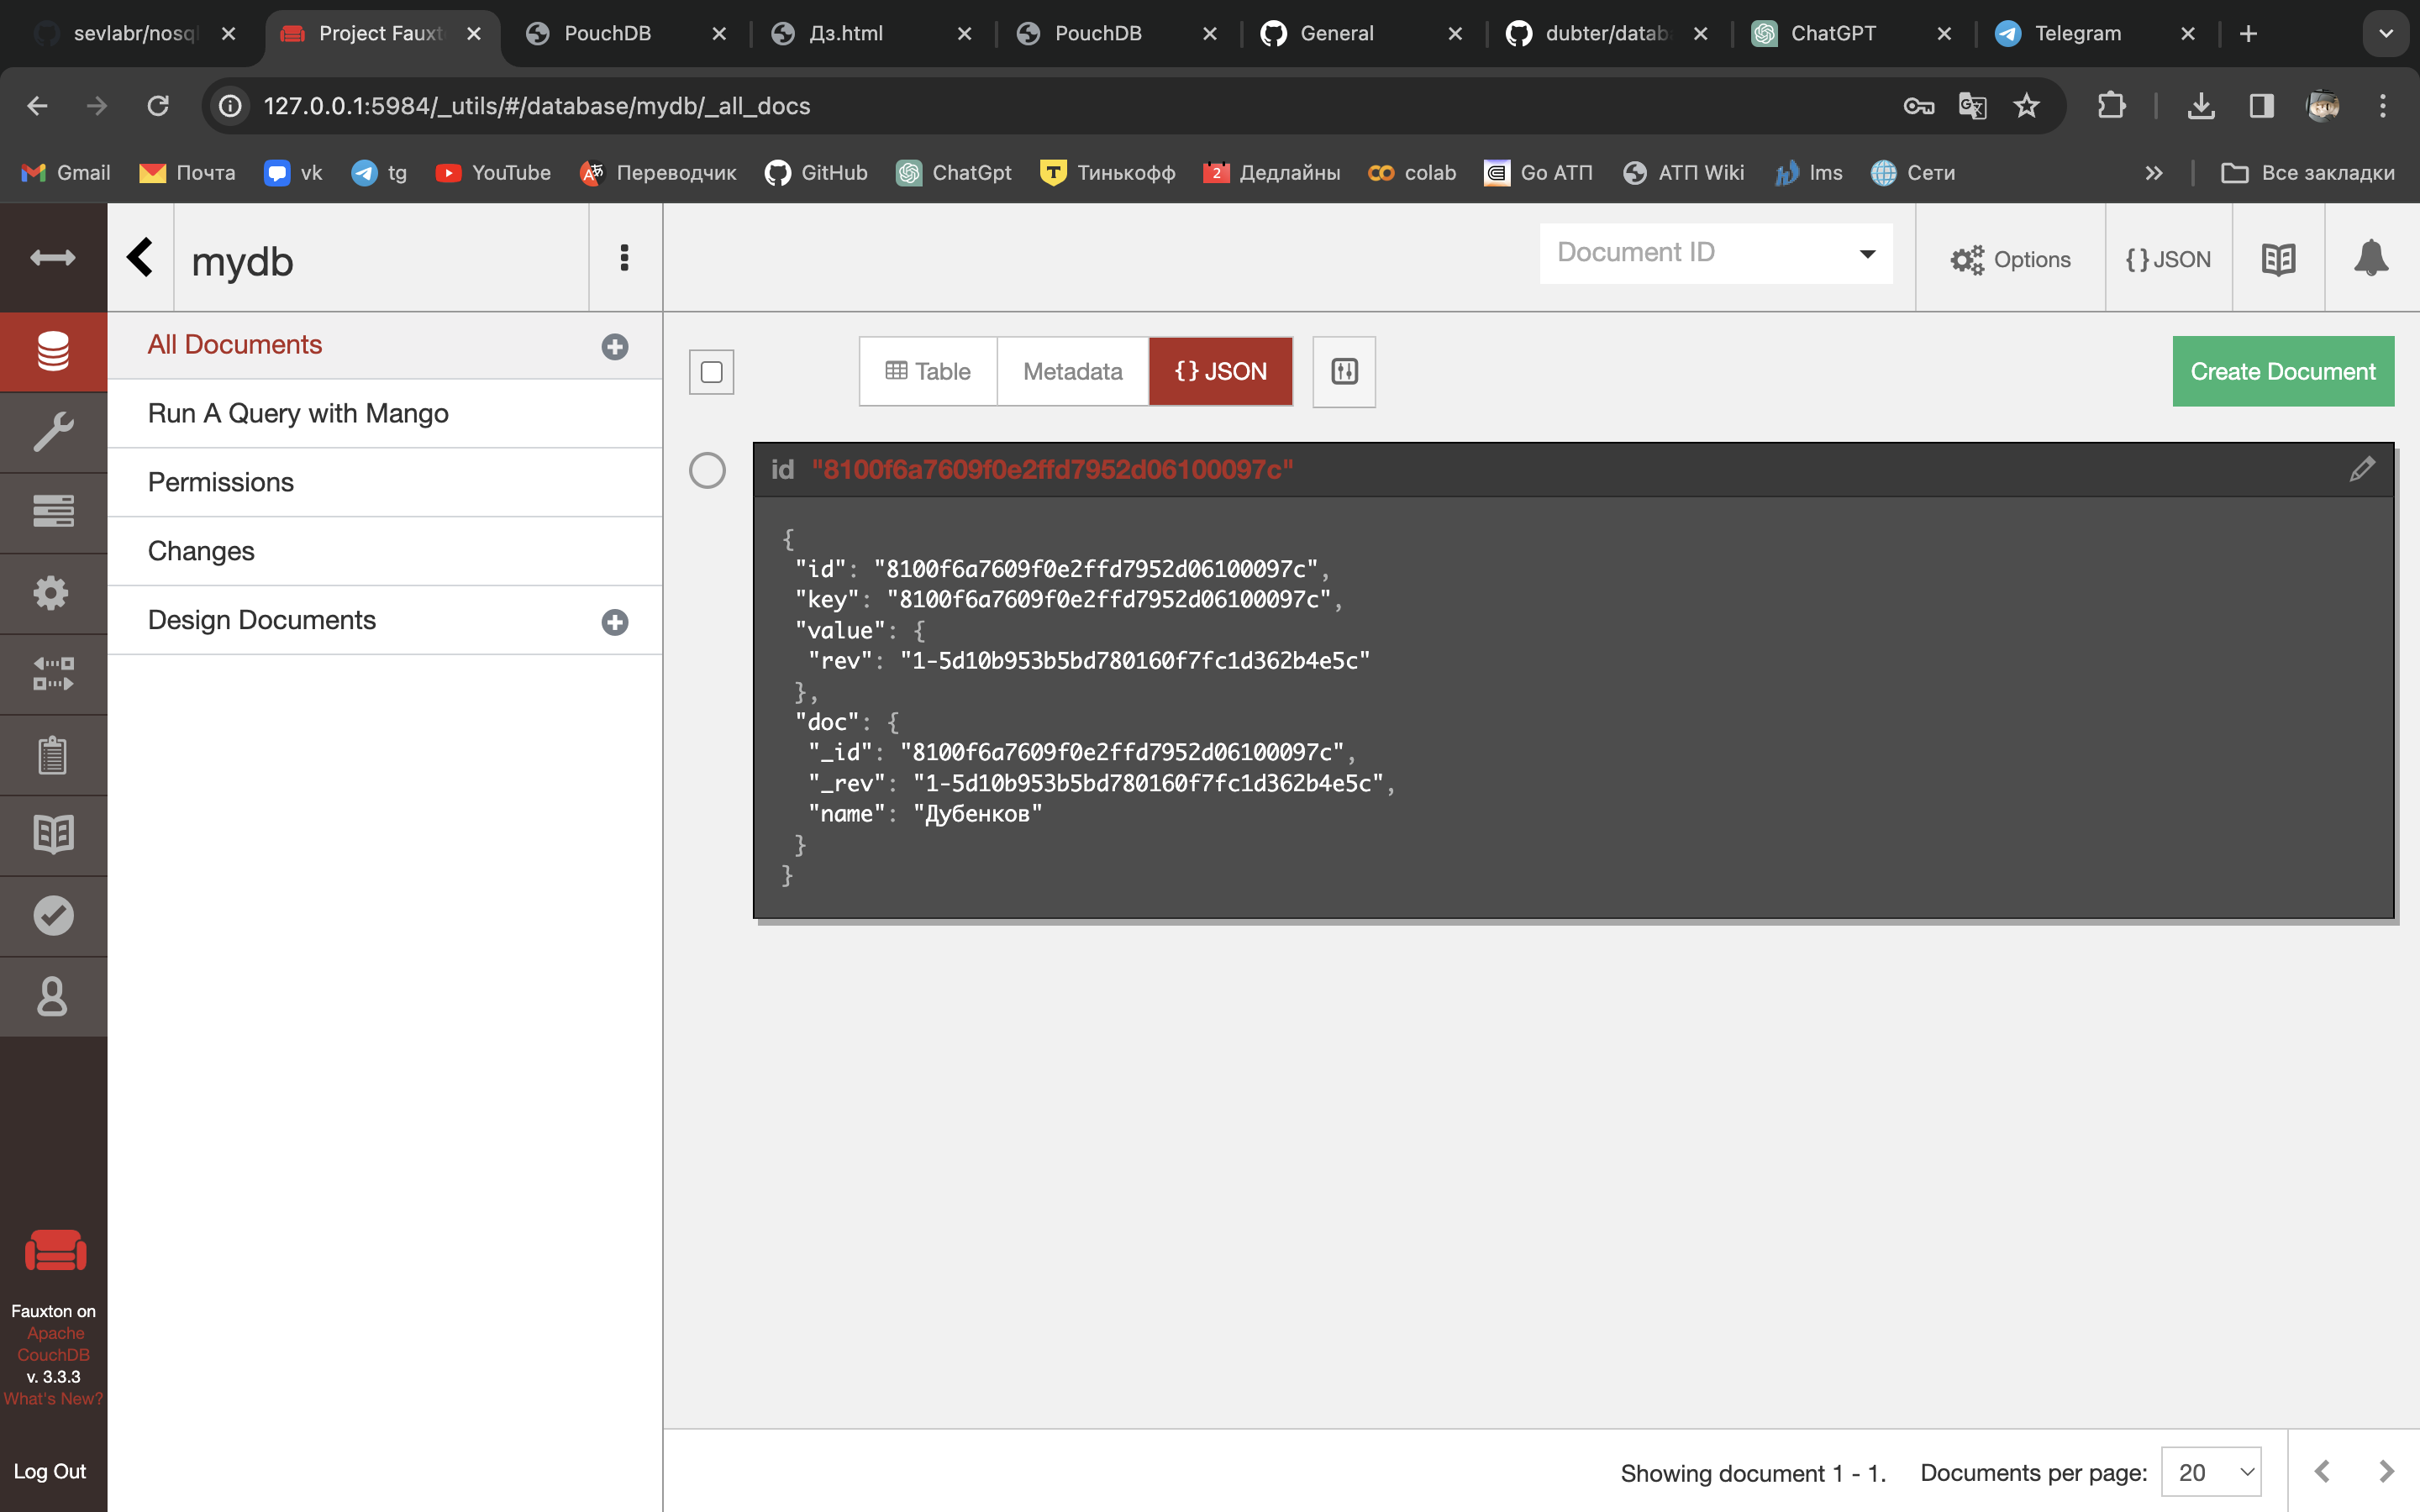 sevlabr/nosql
Project Fauxt
PouchDB
Дз.html
PouchDB
General
dubter/datab
ChatGPT
Telegram
127.0.0.1:5984/_utils/#/database/mydb/_all_docs
Gmail
Почта
vk
tg
YouTube
Переводчик
GitHub
ChatGpt
Тинькофф
2 Дедлайны
colab
Go АТП
АТП Wiki
lms
Сети
Все закладки
mydb
Document ID
Options
{} JSON
All Documents
Run A Query with Mango
Permissions
Changes
Design Documents
Table
Metadata
{} JSON
Create Document
id "8100f6a7609f0e2ffd7952d06100097c"
{
"id": "8100f6a7609f0e2ffd7952d06100097c",
"key": "8100f6a7609f0e2ffd7952d06100097c",
"value": {
"rev": "1-5d10b953b5bd780160f7fc1d362b4e5c"
},
"doc": {
"_id": "8100f6a7609f0e2ffd7952d06100097c",
"_rev": "1-5d10b953b5bd780160f7fc1d362b4e5c",
"name": "Дубенков"
}
}
Fauxton on
Apache
CouchDB
v. 3.3.3
What's New?
Log Out
Showing document 1 - 1.
Documents per page:
20